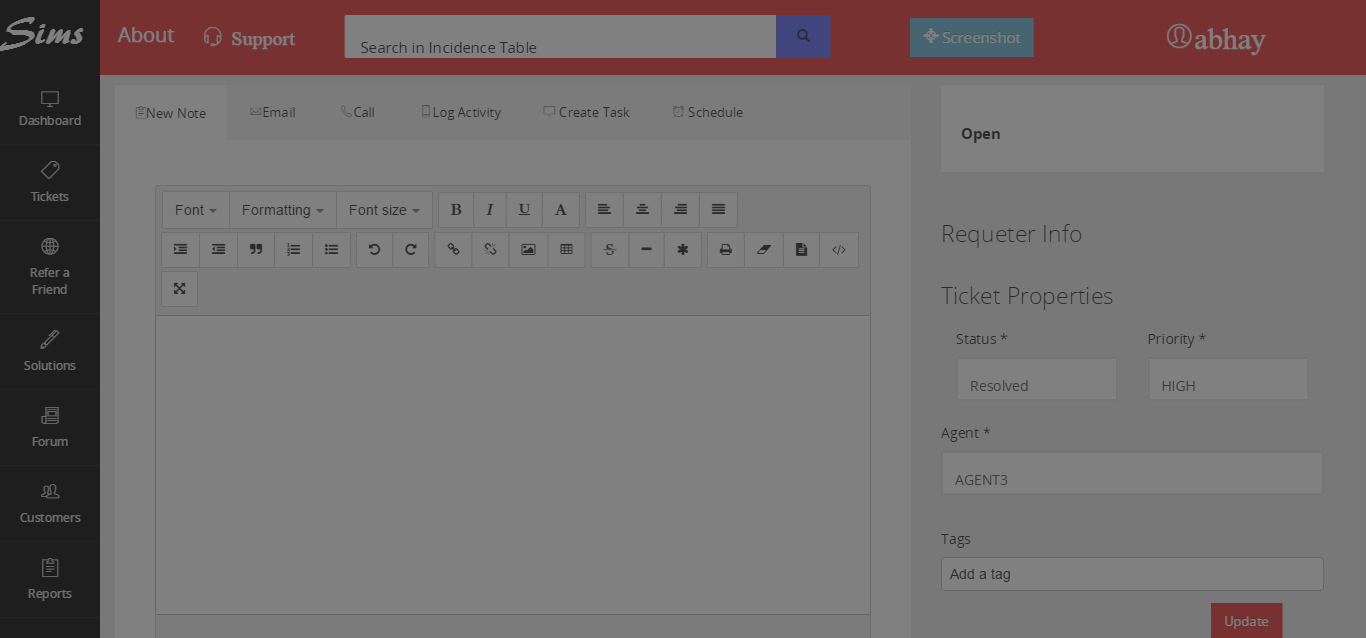 Sims
About
Support
Search in Incidence Table
Screenshot
abhay
Dashboard
Tickets
Refer a
Friend
Solutions
Forum
Customers
Reports
New Note
Email
Call
Log Activity
Create Task
Schedule
Font
Formatting
Font size
B
I
U
A
S
Open
Requeter Info
Ticket Properties
Status *
Priority *
Resolved
HIGH
Agent *
AGENT3
Tags
Add a tag
Update